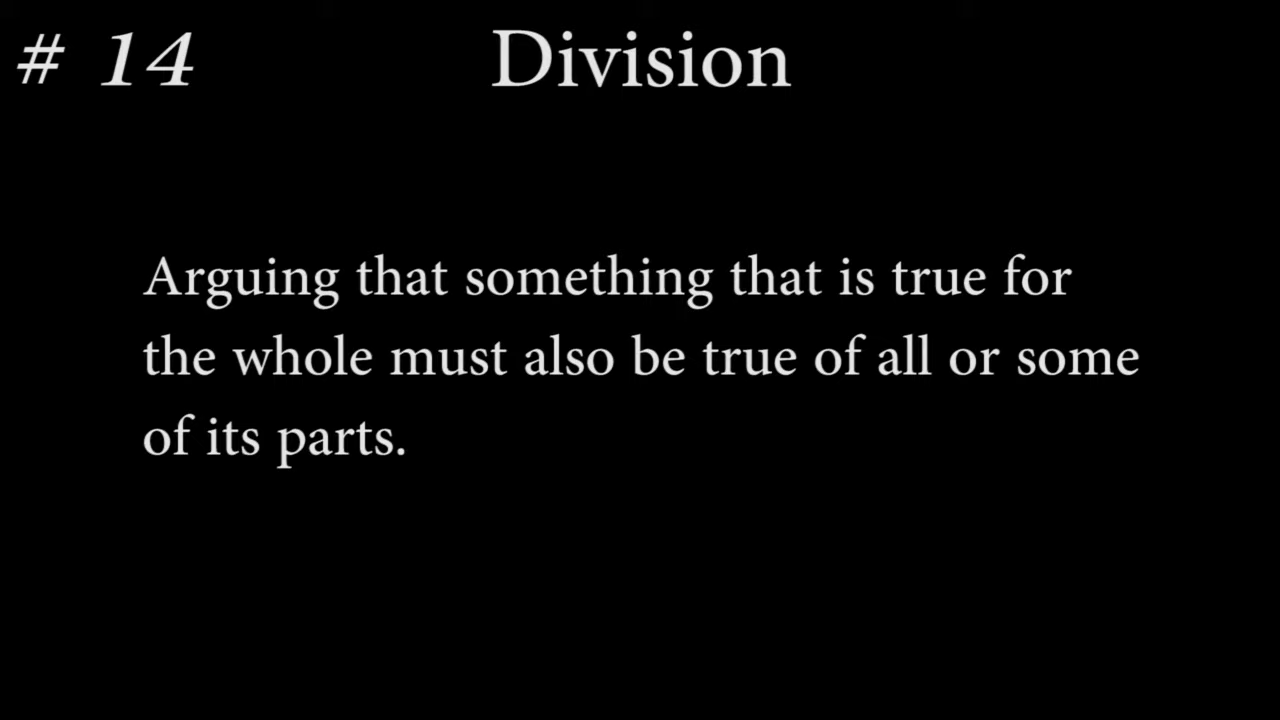 # 14 Division
Arguing that something that is true for
the whole must also be true of all or some
of its parts.